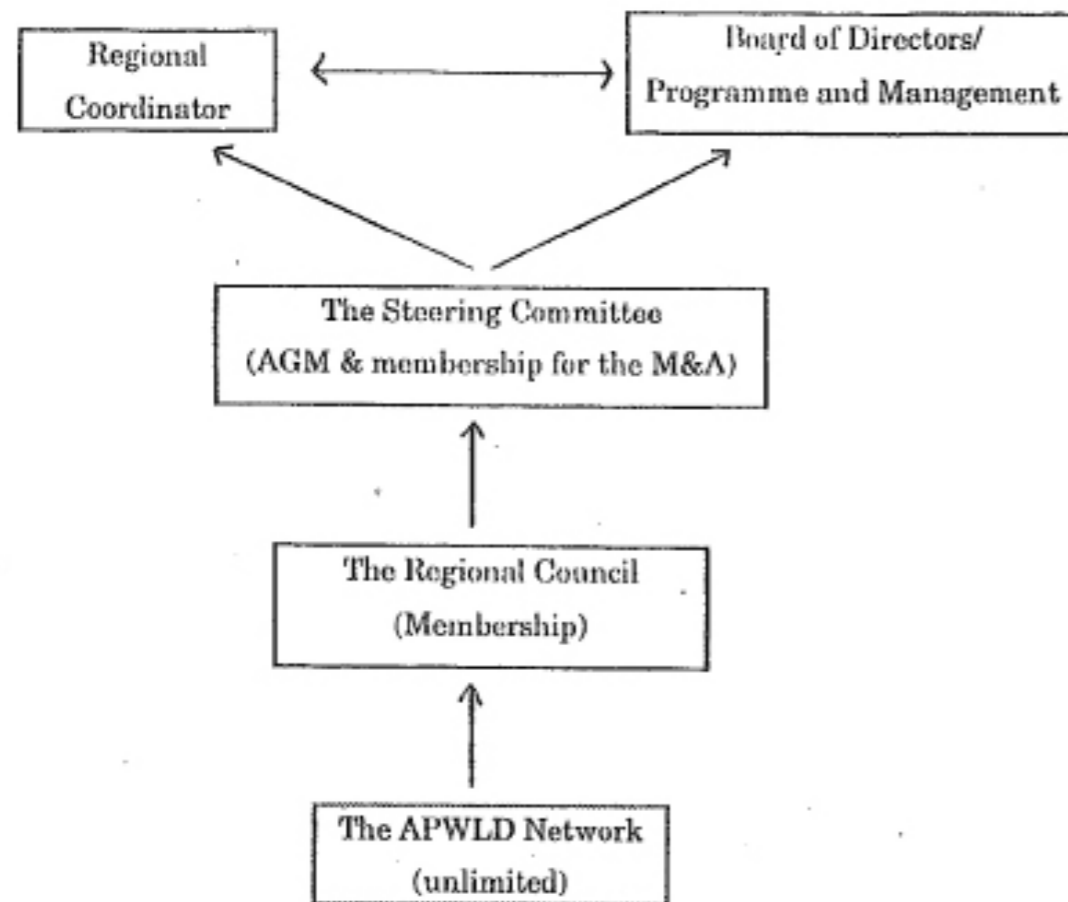 Regional
Coordinator
Board of Directors/
Programme and Management
The Steering Committee
(AGM & membership for the M&A)
The Regional Council
(Membership)
The APWLD Network
(unlimited)